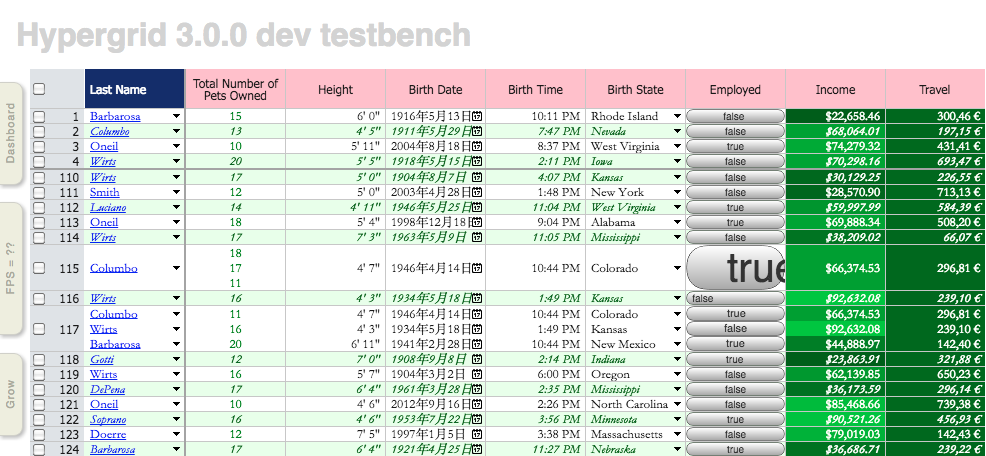 Hypergrid 3.0.0 dev testbench
Dashboard
FPS = ??
Grow
Last Name Total Number of Pets Owned Height Birth Date Birth Time Birth State Employed Income Travel
1 Barbarosa 15 6' 0" 1916年5月13日 10:11 PM Rhode Island false $22,658.46 300,46 €
2 Columbo 13 4' 5" 1911年5月29日 7:47 PM Nevada false $68,064.01 197,15 €
3 Oneil 10 5' 11" 2004年8月18日 8:37 PM West Virginia true $74,279.32 431,41 €
4 Wirts 20 5' 5" 1918年5月15日 2:11 PM Iowa false $70,298.16 693,47 €
110 Wirts 17 5' 0" 1904年8月7日 4:07 PM Kansas false $30,129.25 226,55 €
111 Smith 12 5' 0" 2003年4月28日 1:48 PM New York false $28,570.90 713,13 €
112 Luciano 14 4' 11" 1946年5月25日 11:04 PM West Virginia true $59,997.99 584,39 €
113 Oneil 18 5' 4" 1998年12月18日 9:04 PM Alabama true $69,888.34 508,20 €
114 Wirts 17 7' 3" 1963年5月9日 11:05 PM Mississippi false $38,209.02 66,07 €
18
115 Columbo 17 4' 7" 1946年4月14日 10:44 PM Colorado true $66,374.53 296,81 €
11
116 Wirts 16 4' 3" 1934年5月18日 1:49 PM Kansas false $92,632.08 239,10 €
Columbo 11 4' 7" 1946年4月14日 10:44 PM Colorado true $66,374.53 296,81 €
117 Wirts 16 4' 3" 1934年5月18日 1:49 PM Kansas false $92,632.08 239,10 €
Barbarosa 20 6' 11" 1941年2月28日 10:44 PM New Mexico true $44,888.97 142,40 €
118 Gotti 12 7' 0" 1908年9月8日 2:14 PM Indiana true $23,863.91 321,88 €
119 Wirts 16 5' 7" 1904年3月2日 6:00 PM Oregon false $62,139.85 650,23 €
120 DePena 17 6' 4" 1961年3月28日 2:35 PM Mississippi true $36,173.59 296,14 €
121 Oneil 10 4' 6" 2012年9月16日 2:26 PM North Carolina false $85,468.66 739,38 €
122 Soprano 16 4' 6" 1953年7月22日 3:56 PM Minnesota true $90,521.26 456,93 €
123 Doerre 12 7' 5" 1997年1月5日 3:38 PM Massachusetts false $79,019.03 142,43 €
124 Barbarosa 17 6' 4" 1921年4月25日 11:27 PM Nebraska true $36,686.71 239,22 €